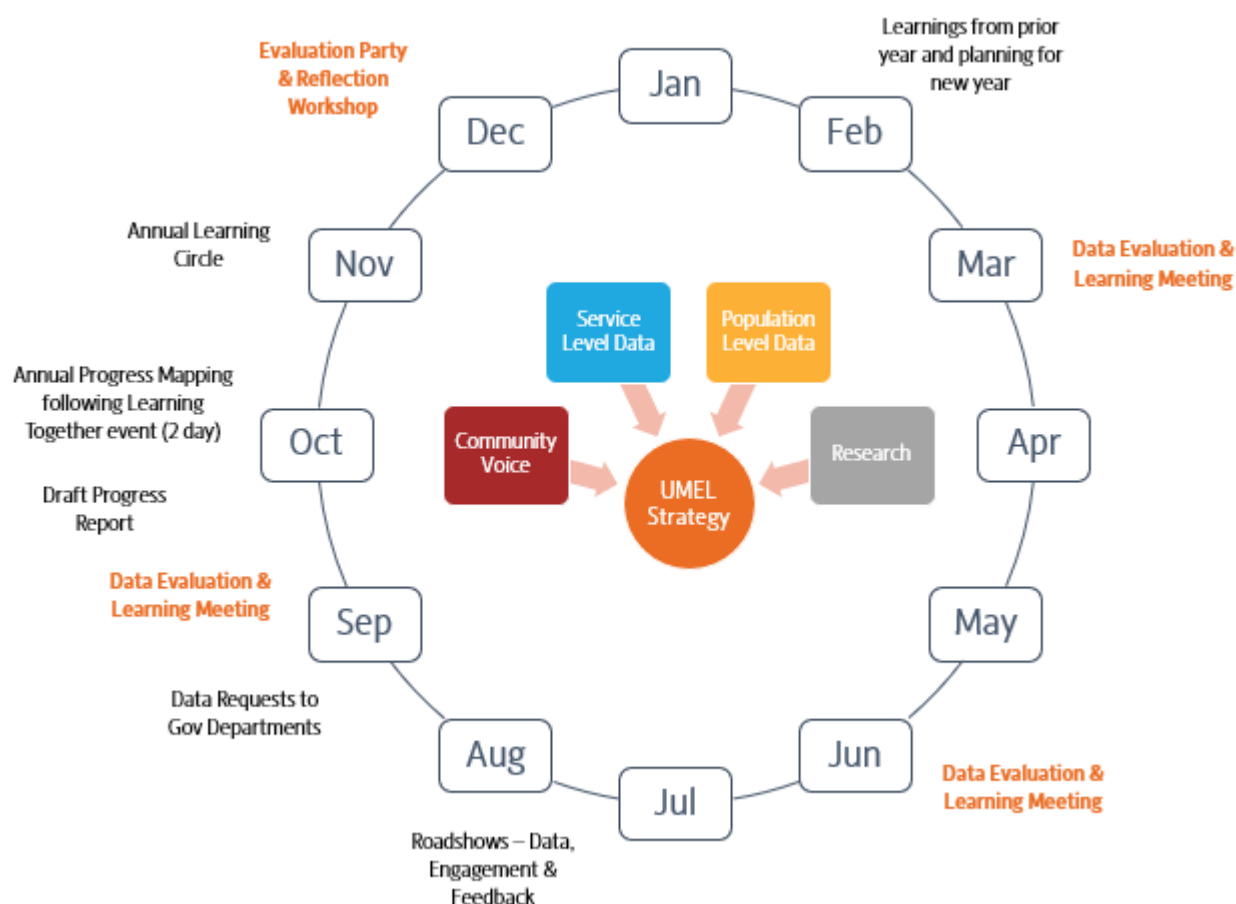 Learnings from prior
year and planning for
new year
Evaluation Party
& Reflection
Workshop
Jan
Dec
Feb
Annual Learning
Circle
Nov
Mar
Data Evaluation &
Learning Meeting
Service
Level Data
Population
Level Data
Annual Progress Mapping
following Learning
Together event (2 day)
Oct
Community
Voice
Research
Apr
UMEL
Strategy
Draft Progress
Report
Data Evaluation &
Learning Meeting
Sep
May
Data Requests to
Gov Departments
Aug
Jun
Data Evaluation &
Learning Meeting
Jul
Roadshows – Data,
Engagement &
Feedback